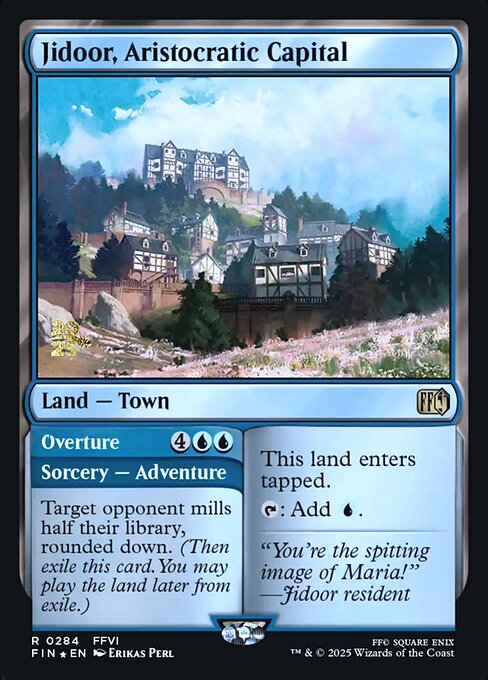 Jidoor, Aristocratic Capital
Land — Town
Overture 4
Sorcery — Adventure
Target opponent mills
half their library,
rounded down. (Then
exile this card. You may
play the land later from
exile.)
This land enters
tapped.
: Add .
“You’re the spitting
image of Maria!”
—Jidoor resident
R 0284 FFVI
FIN ★ EN Erikas Perl
FF© SQUARE ENIX
™ & © 2025 Wizards of the Coast